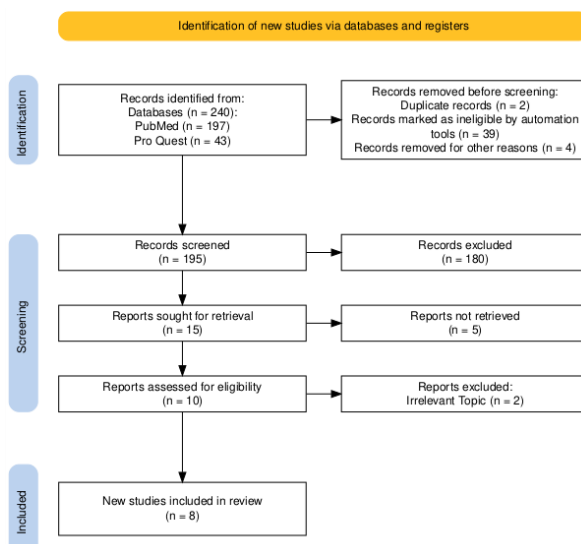 Identification of new studies via databases and registers
Identification
Records identified from:
Databases (n = 240):
PubMed (n = 197)
Pro Quest (n = 43)
Records removed before screening:
Duplicate records (n = 2)
Records marked as ineligible by automation
tools (n = 39)
Records removed for other reasons (n = 4)
Screening
Records screened
(n = 195)
Records excluded
(n = 180)
Reports sought for retrieval
(n = 15)
Reports not retrieved
(n = 5)
Reports assessed for eligibility
(n = 10)
Reports excluded:
Irrelevant Topic (n = 2)
Included
New studies included in review
(n = 8)